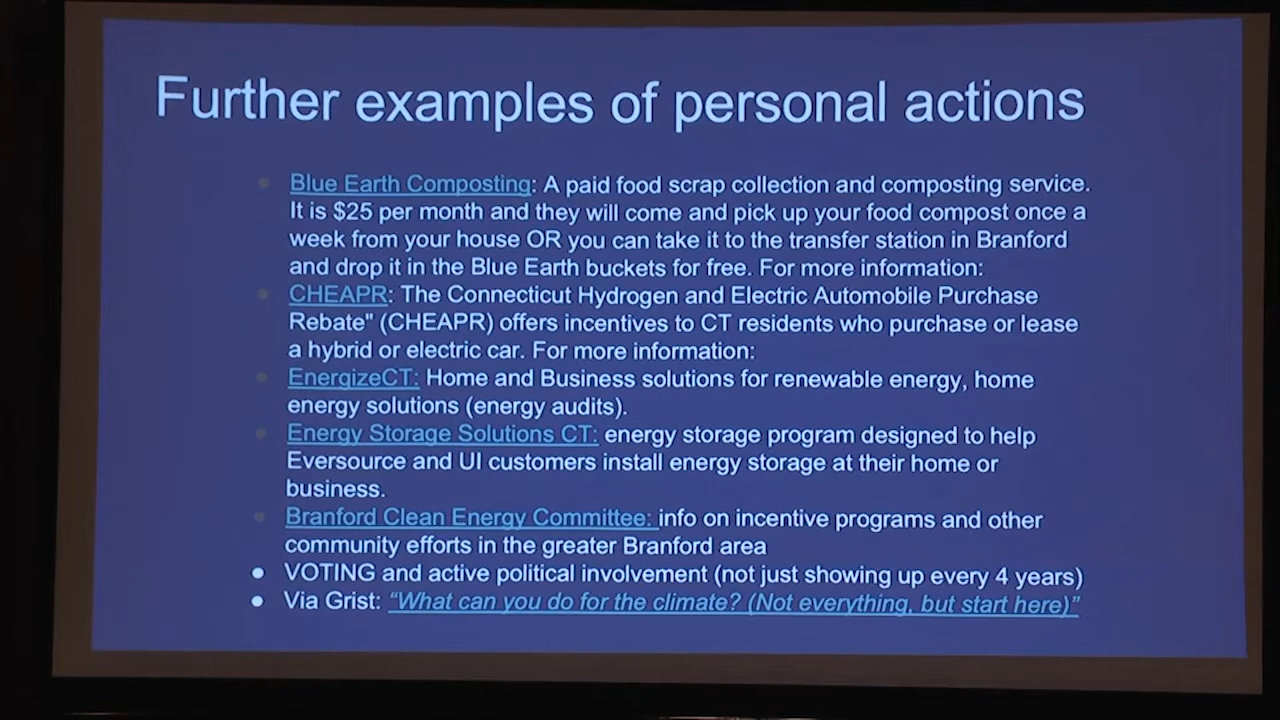 Further examples of personal actions
Blue Earth Composting: A paid food scrap collection and composting service.
It is $25 per month and they will come and pick up your food compost once a
week from your house OR you can take it to the transfer station in Branford
and drop it in the Blue Earth buckets for free. For more information:
CHEAPR: The Connecticut Hydrogen and Electric Automobile Purchase
Rebate" (CHEAPR) offers incentives to CT residents who purchase or lease
a hybrid or electric car. For more information:
EnergizeCT: Home and Business solutions for renewable energy, home
energy solutions (energy audits).
Energy Storage Solutions CT: energy storage program designed to help
Eversource and UI customers install energy storage at their home or
business.
Branford Clean Energy Committee: info on incentive programs and other
community efforts in the greater Branford area
● VOTING and active political involvement (not just showing up every 4 years)
● Via Grist: “What can you do for the climate? (Not everything, but start here)”